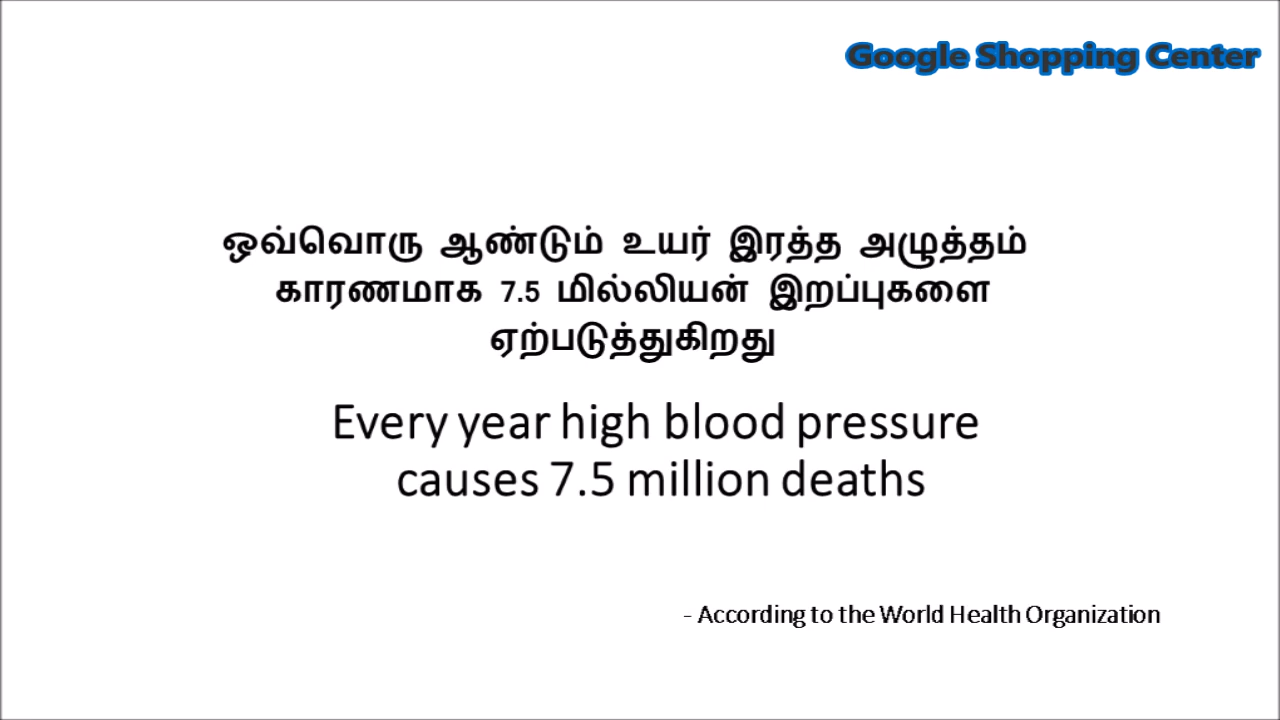 Google Shopping Center
ஒவ்வொரு ஆண்டும் உயர் இரத்த அழுத்தம்
காரணமாக 7.5 மில்லியன் இறப்புகளை
ஏற்படுத்துகிறது
Every year high blood pressure
causes 7.5 million deaths
- According to the World Health Organization